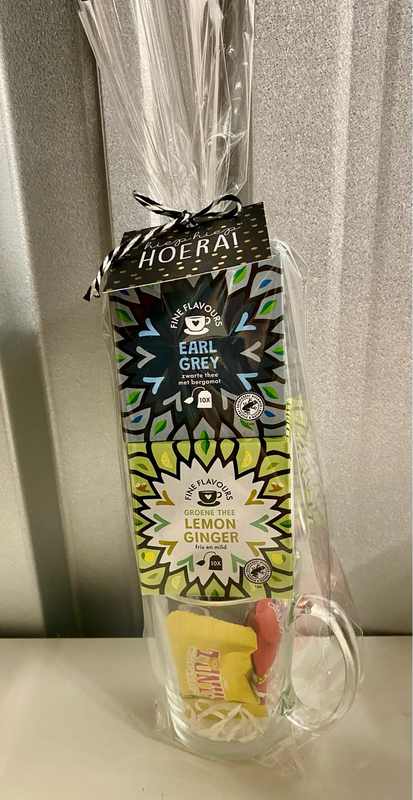 hiep hiep
HOERA!
FINE FLAVOURS
EARL
GREY
zwarte thee
met bergamot
10X
FINE FLAVOURS
GROENE THEE
LEMON
GINGER
fris en mild
10X
TONY'S